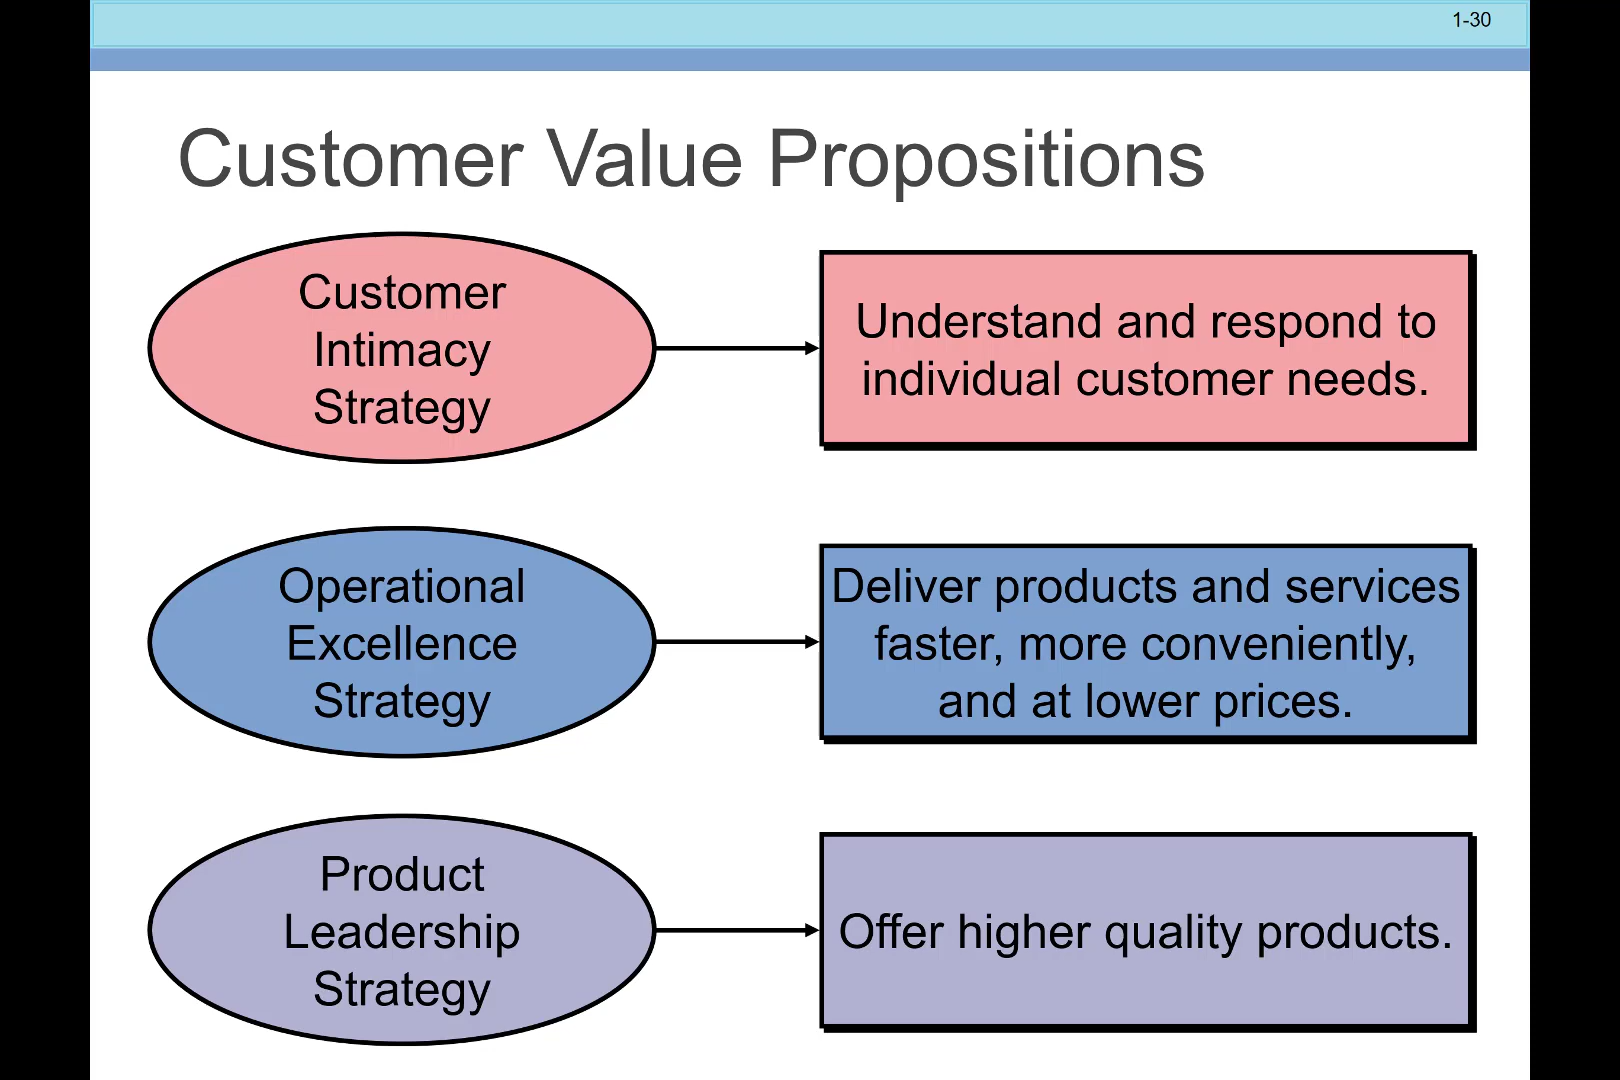 1-30
Customer Value Propositions
Customer
Intimacy
Strategy
Understand and respond to
individual customer needs.
Operational
Excellence
Strategy
Deliver products and services
faster, more conveniently,
and at lower prices.
Product
Leadership
Strategy
Offer higher quality products.